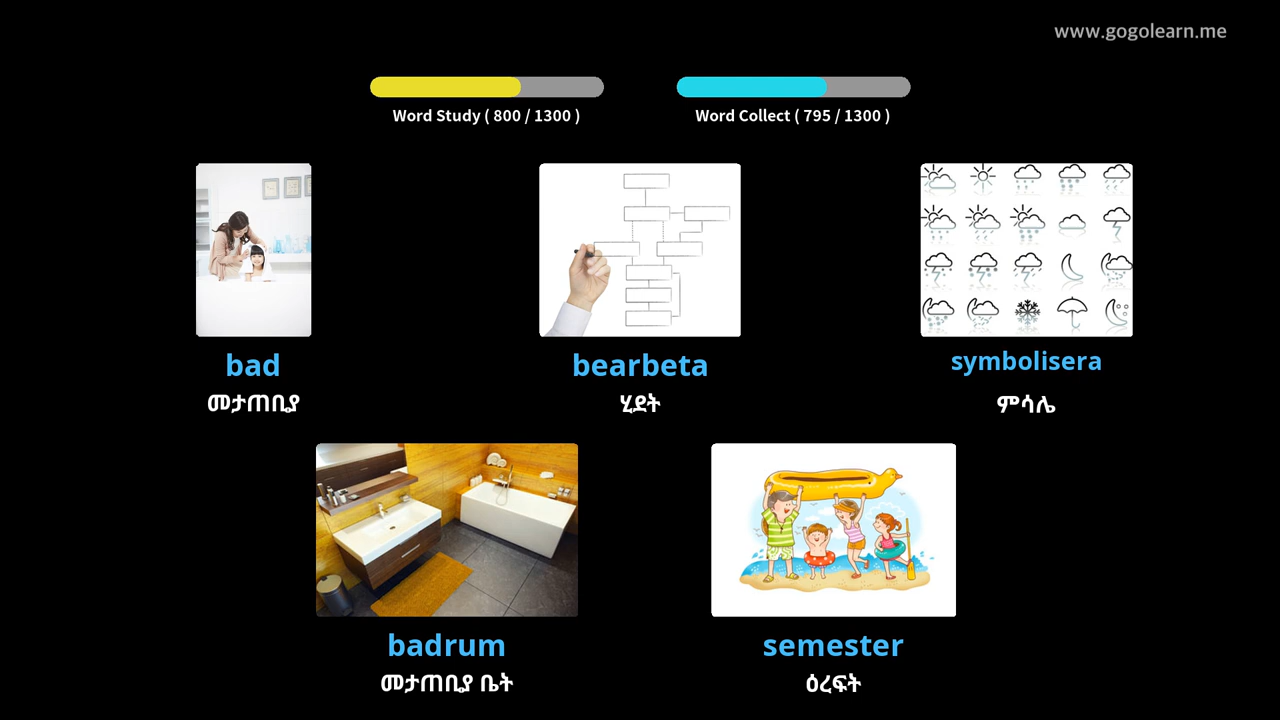 www.gogolearn.me
Word Study ( 800 / 1300 )
Word Collect ( 795 / 1300 )
bad
መታጠቢያ
bearbeta
ሂደት
symbolisera
ምሳሌ
badrum
መታጠቢያ ቤት
semester
ዕረፍት